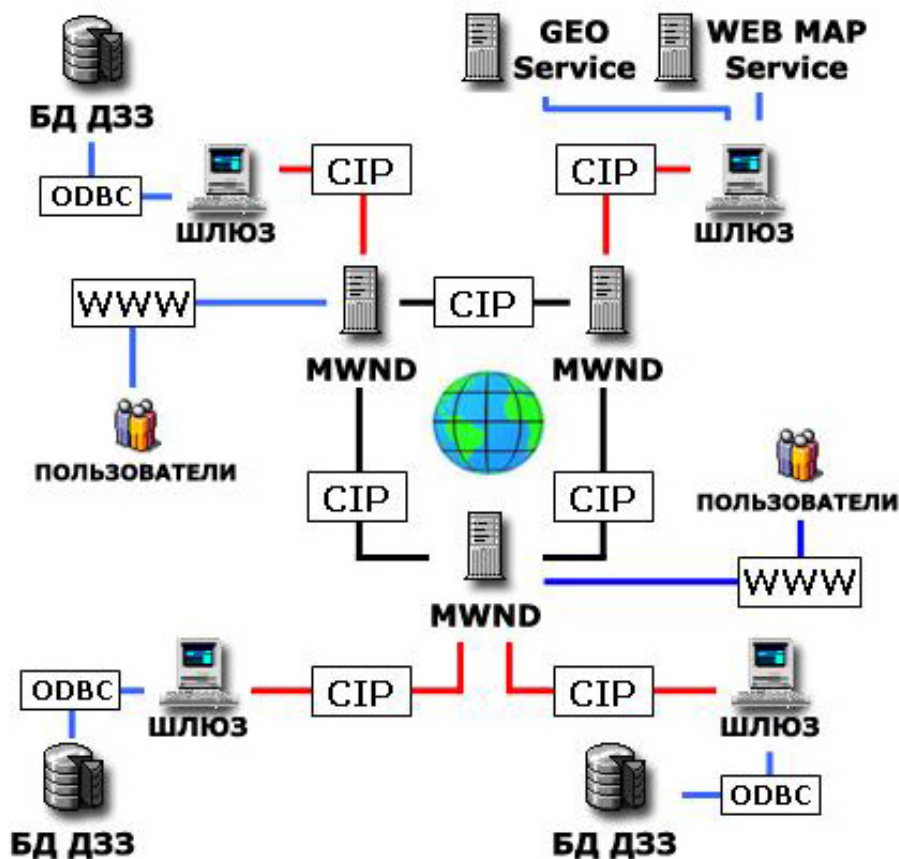 GEO
Service
WEB MAP
Service
БД ДЗЗ
ODBC
ШЛЮЗ
CIP
CIP
ШЛЮЗ
WWW
CIP
MWND
MWND
ПОЛЬЗОВАТЕЛИ
CIP
CIP
ПОЛЬЗОВАТЕЛИ
WWW
MWND
ODBC
ШЛЮЗ
CIP
CIP
ШЛЮЗ
БД ДЗЗ
БД ДЗЗ
ODBC